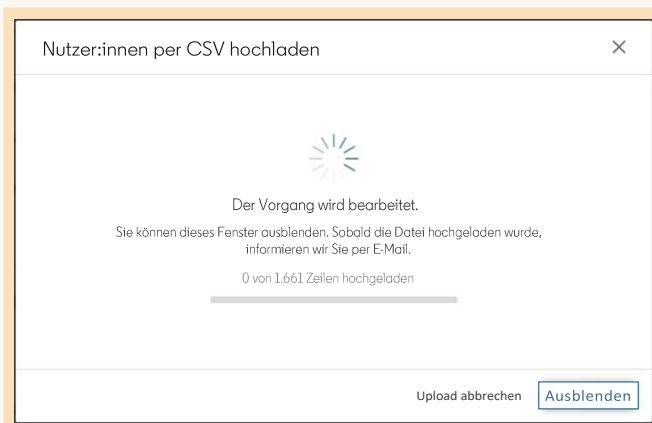 Nutzer:innen per CSV hochladen
Der Vorgang wird bearbeitet.
Sie können dieses Fenster ausblenden. Sobald die Datei hochgeladen wurde,
informieren wir Sie per E-Mail.
0 von 1.661 Zeilen hochgeladen
Upload abbrechen
Ausblenden